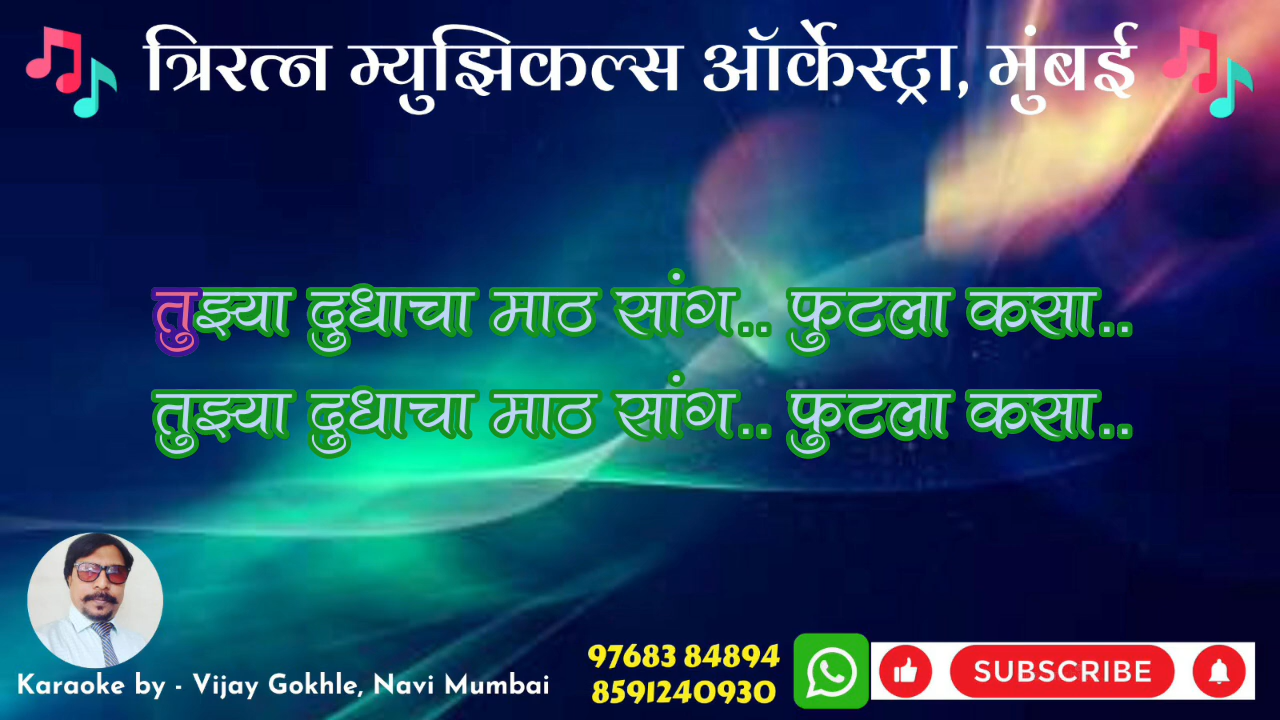 त्रिरत्न म्युझिकल्स ऑर्केस्ट्रा, मुंबई
तुझ्या दुधाचा माठ सांग.. फुटला कसा..
तुझ्या दुधाचा माठ सांग.. फुटला कसा..
97683 84894
8591240930
SUBSCRIBE
Karaoke by - Vijay Gokhle, Navi Mumbai